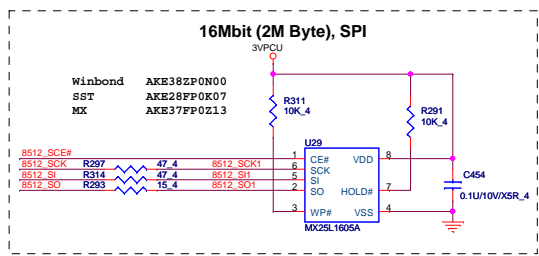 16Mbit (2M Byte), SPI
3VPCU
Winbond AKE38ZP0N00
SST AKE28FP0K07
MX AKE37FP0Z13
R311
10K_4
R291
10K_4
U29
8512_SCE# 1 CE# VDD 8
8512_SCK R297 47_4 8512_SCK1 6 SCK
8512_SI R314 47_4 8512_SI1 5 SI
8512_SO R293 15_4 8512_SO1 2 SO HOLD# 7
3 WP# VSS 4
MX25L1605A
C454
0.1U/10V/X5R_4